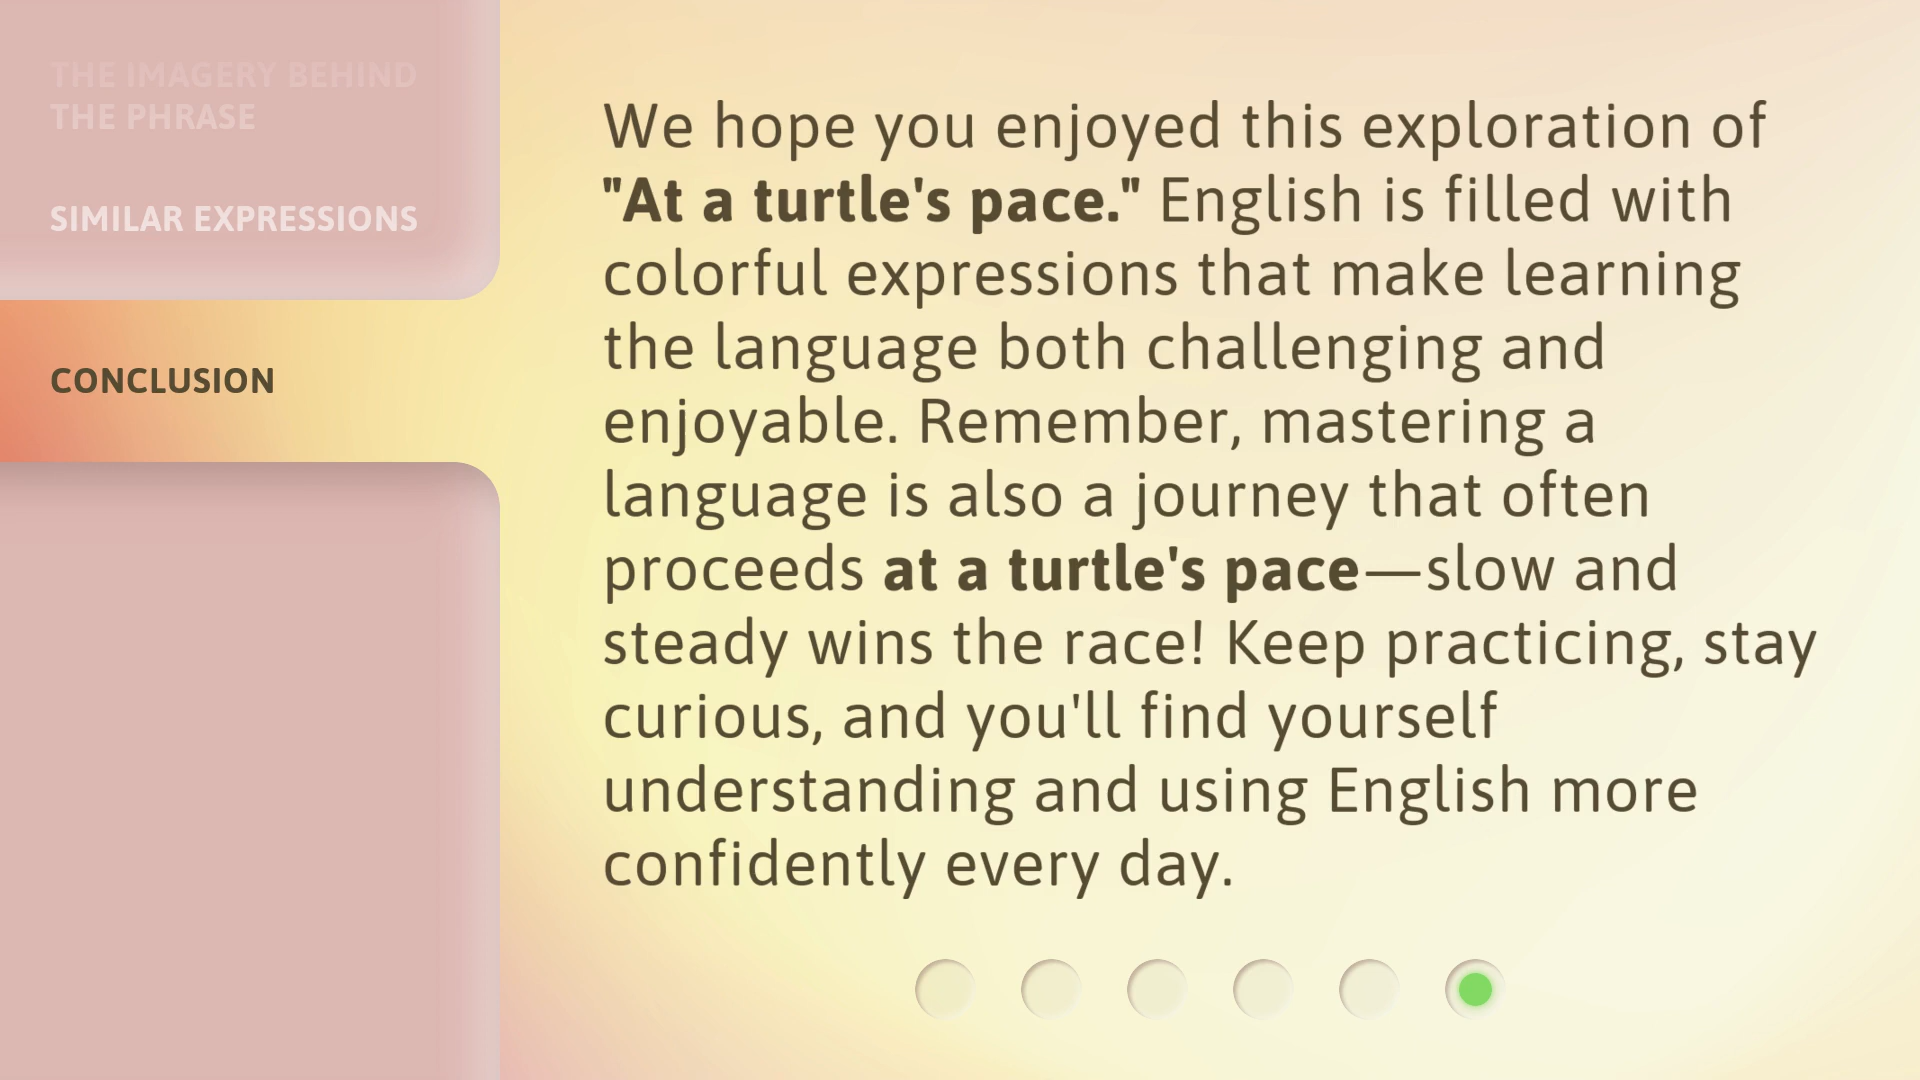 THE IMAGERY BEHIND
THE PHRASE
SIMILAR EXPRESSIONS
CONCLUSION
We hope you enjoyed this exploration of
"At a turtle's pace." English is filled with
colorful expressions that make learning
the language both challenging and
enjoyable. Remember, mastering a
language is also a journey that often
proceeds at a turtle's pace—slow and
steady wins the race! Keep practicing, stay
curious, and you'll find yourself
understanding and using English more
confidently every day.